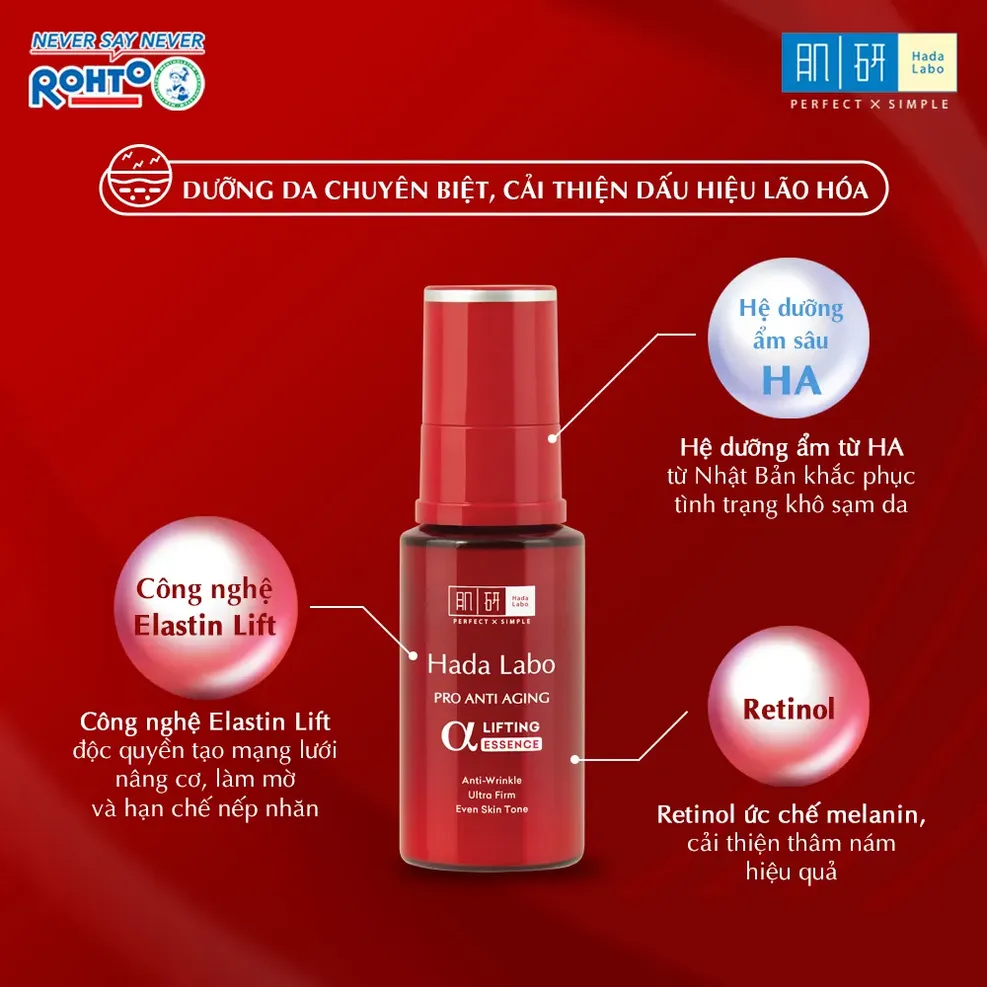 NEVER SAY NEVER
ROHTO
肌 研 Hada
Labo
PERFECT X SIMPLE
DƯỠNG DA CHUYÊN BIỆT, CẢI THIỆN DẤU HIỆU LÃO HÓA
Hệ dưỡng
ẩm sâu
HA
Hệ dưỡng ẩm từ HA
từ Nhật Bản khắc phục
tình trạng khô sạm da
Công nghệ
Elastin Lift
Công nghệ Elastin Lift
độc quyền tạo mạng lưới
nâng cơ, làm mờ
và hạn chế nếp nhăn
肌 研 Hada
Labo
PERFECT X SIMPLE
Hada Labo
PRO ANTI AGING
α LIFTING
ESSENCE
Anti-Wrinkle
Ultra Firm
Even Skin Tone
Retinol
Retinol ức chế melanin,
cải thiện thâm nám
hiệu quả